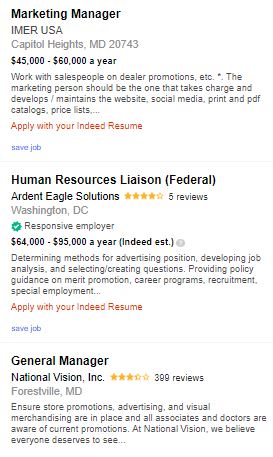 Marketing Manager
IMER USA
Capitol Heights, MD 20743
$45,000 - $60,000 a year
Work with salespeople on dealer promotions, etc. *. The
marketing person should be the one that takes charge and
develops / maintains the website, social media, print and pdf
catalogs, price lists,...
Apply with your Indeed Resume
save job
Human Resources Liaison (Federal)
Ardent Eagle Solutions 5 reviews
Washington, DC
Responsive employer
$64,000 - $95,000 a year (Indeed est.) ?
Determining methods for advertising position, developing job
analysis, and selecting/creating questions. Providing policy
guidance on merit promotion, career programs, recruitment,
special employment...
Apply with your Indeed Resume
save job
General Manager
National Vision, Inc. 399 reviews
Forestville, MD
Ensure store promotions, advertising, and visual
merchandising are in place and all associates and doctors are
aware of current promotions. At National Vision, we believe
everyone deserves to see...